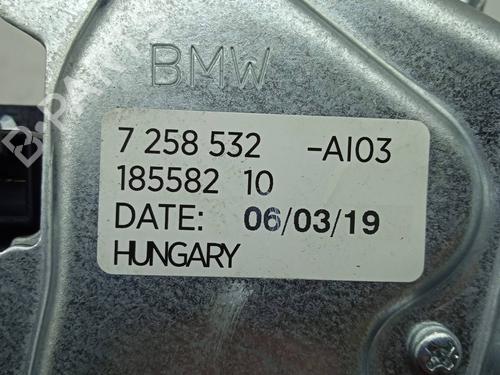 BMW
7 258 532 -AI03
185582 10
DATE: 06/03/19
HUNGARY